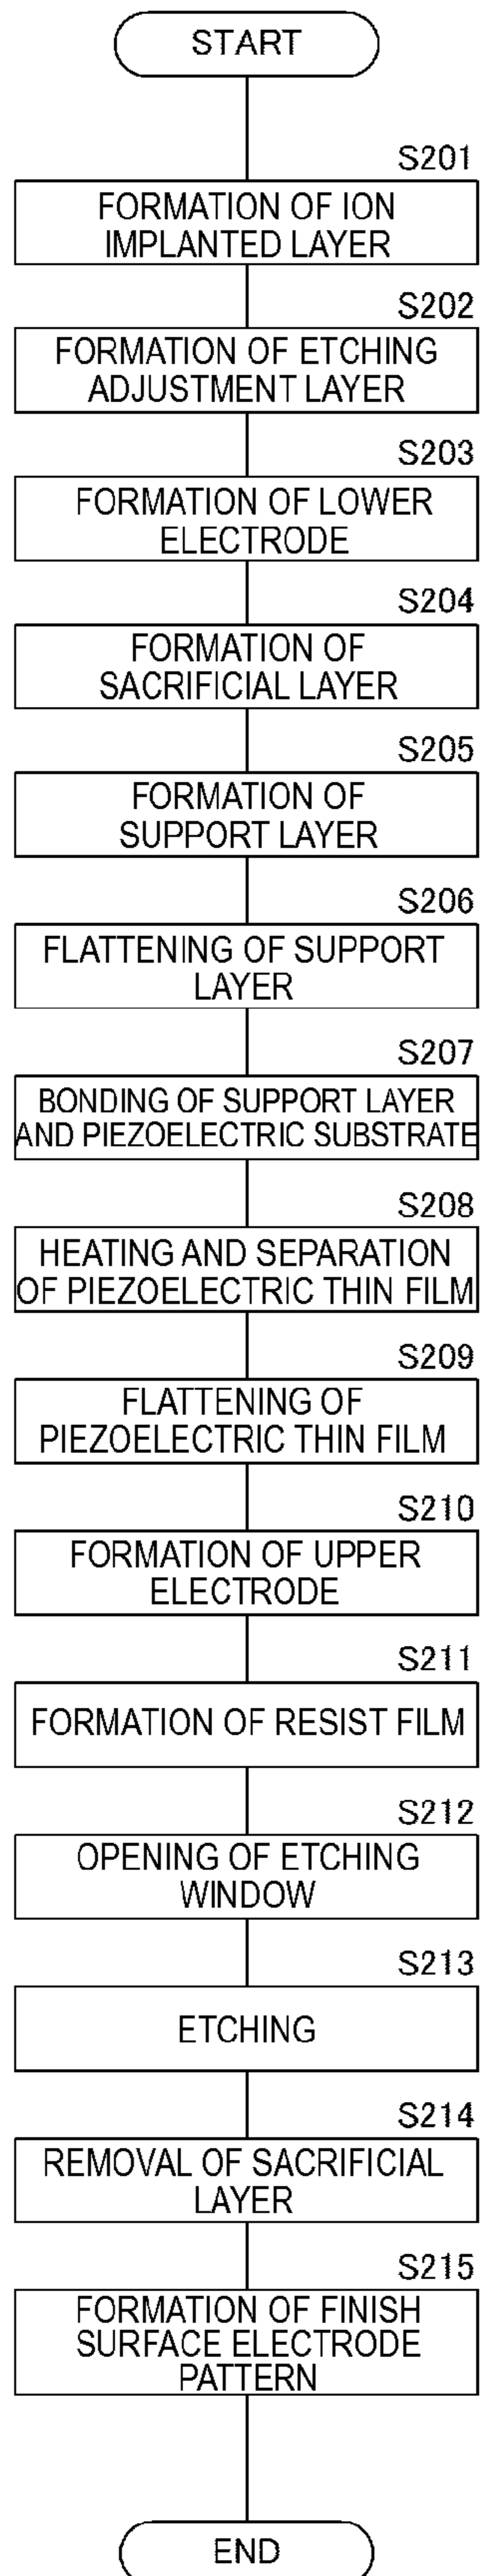 START
S201
FORMATION OF ION
IMPLANTED LAYER
S202
FORMATION OF ETCHING
ADJUSTMENT LAYER
S203
FORMATION OF LOWER
ELECTRODE
S204
FORMATION OF
SACRIFICIAL LAYER
S205
FORMATION OF
SUPPORT LAYER
S206
FLATTENING OF SUPPORT
LAYER
S207
BONDING OF SUPPORT LAYER
AND PIEZOELECTRIC SUBSTRATE
S208
HEATING AND SEPARATION
OF PIEZOELECTRIC THIN FILM
S209
FLATTENING OF
PIEZOELECTRIC THIN FILM
S210
FORMATION OF UPPER
ELECTRODE
S211
FORMATION OF RESIST FILM
S212
OPENING OF ETCHING
WINDOW
S213
ETCHING
S214
REMOVAL OF SACRIFICIAL
LAYER
S215
FORMATION OF FINISH
SURFACE ELECTRODE
PATTERN
END